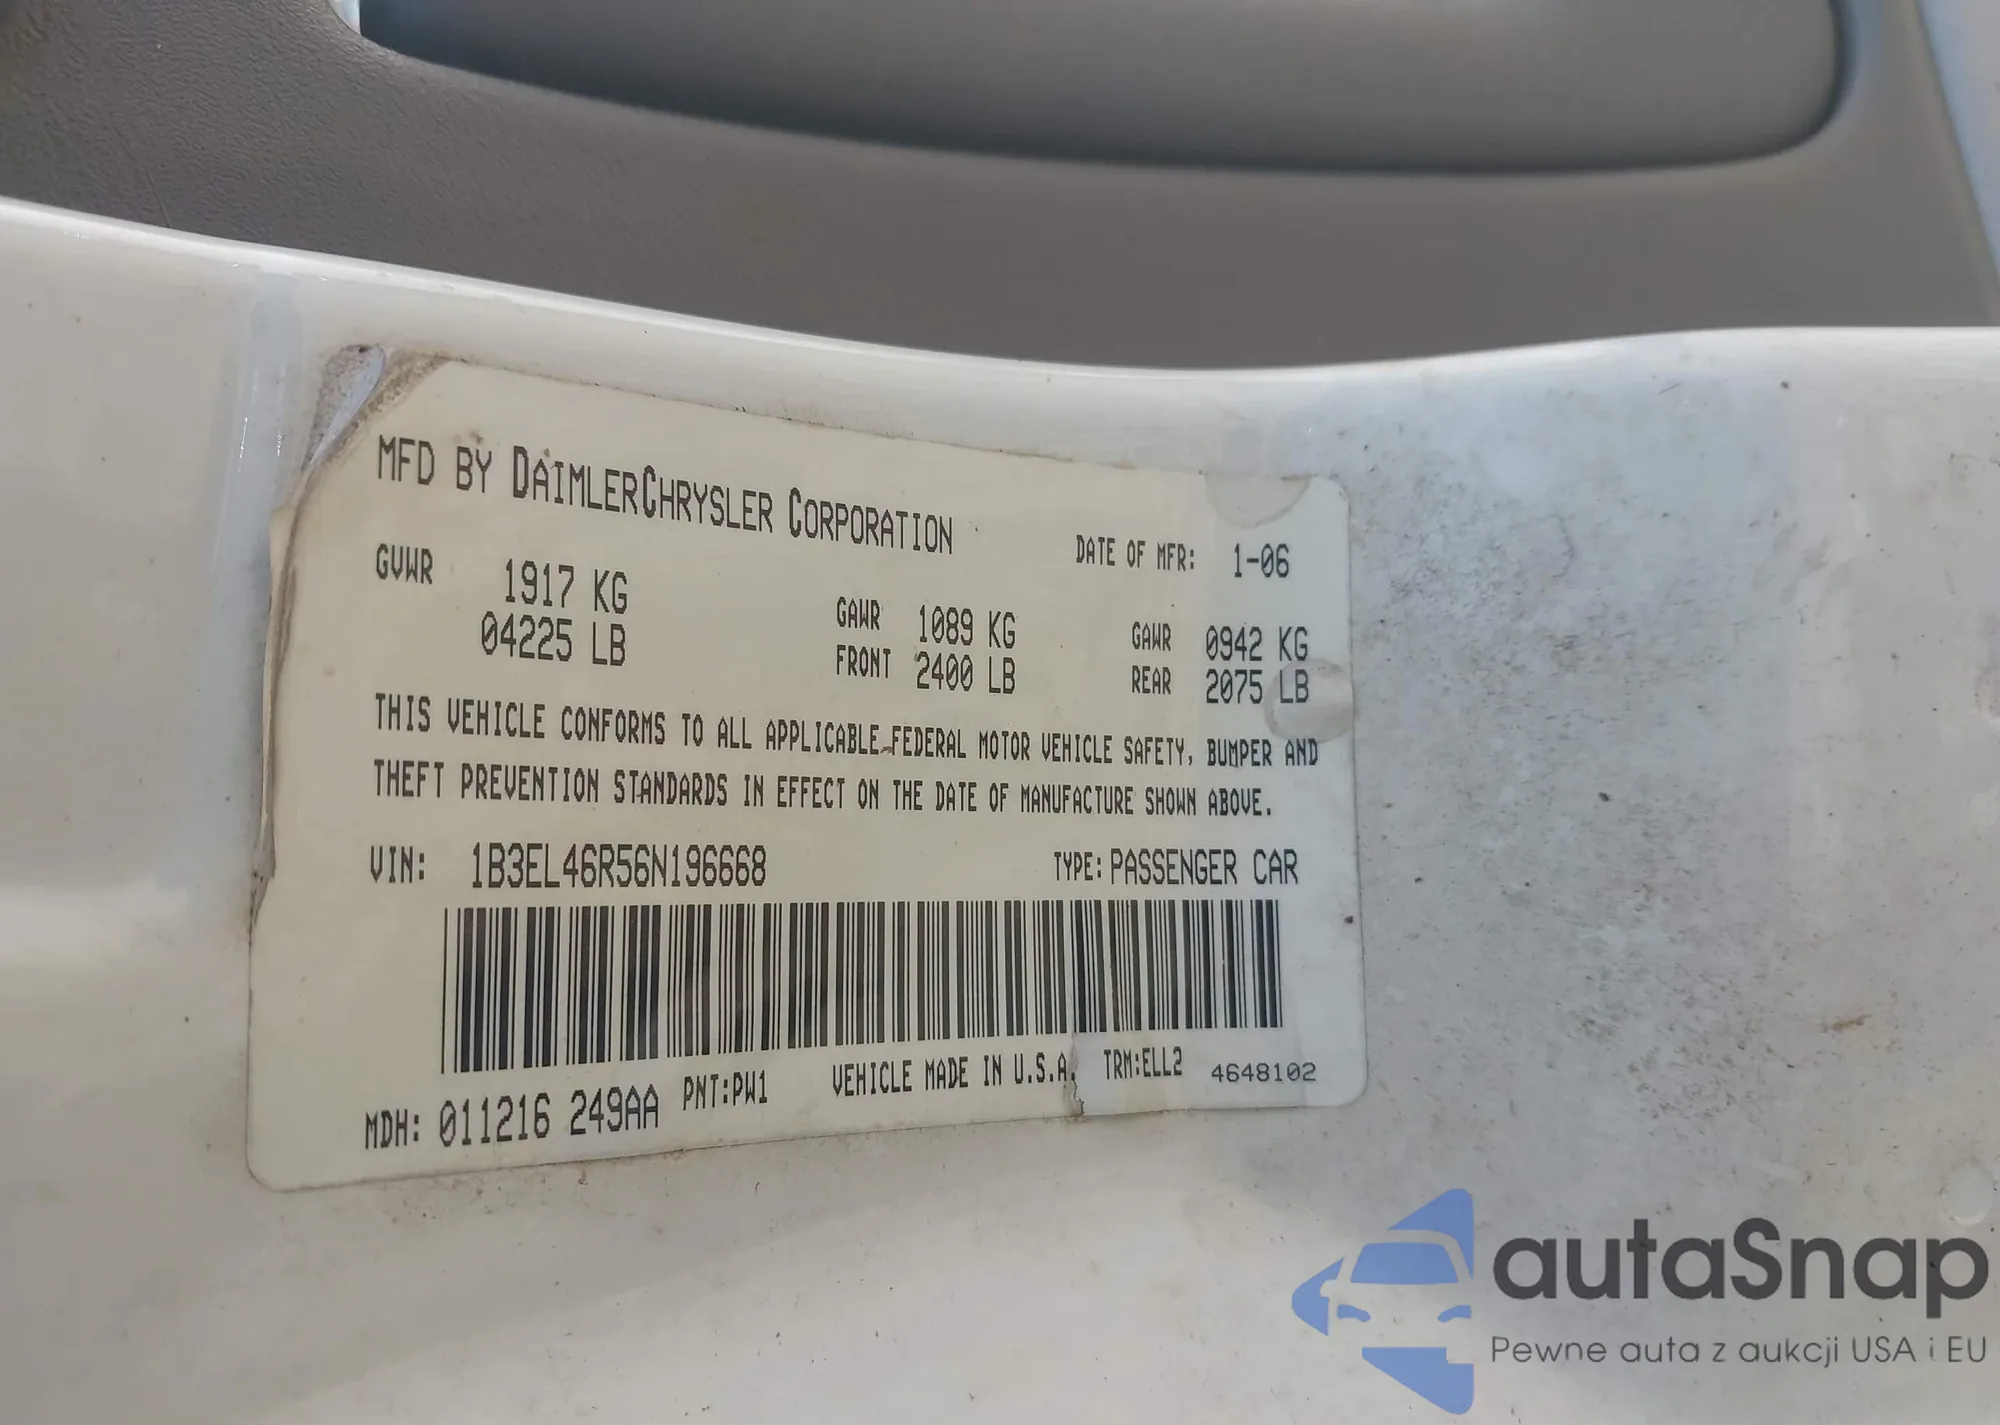 MFD BY DAIMLERCHRYSLER CORPORATION
DATE OF MFR: 1-06
GVWR 1917 KG
04225 LB
GAWR 1089 KG
FRONT 2400 LB
GAWR 0942 KG
REAR 2075 LB
THIS VEHICLE CONFORMS TO ALL APPLICABLE FEDERAL MOTOR VEHICLE SAFETY, BUMPER AND
THEFT PREVENTION STANDARDS IN EFFECT ON THE DATE OF MANUFACTURE SHOWN ABOVE.
VIN: 1B3EL46R56N196668 TYPE: PASSENGER CAR
MDH: 011216 249AA PNT:PW1 VEHICLE MADE IN U.S.A. TRM:ELL2 4648102
autaSnap
Pewne auta z aukcji USA i EU